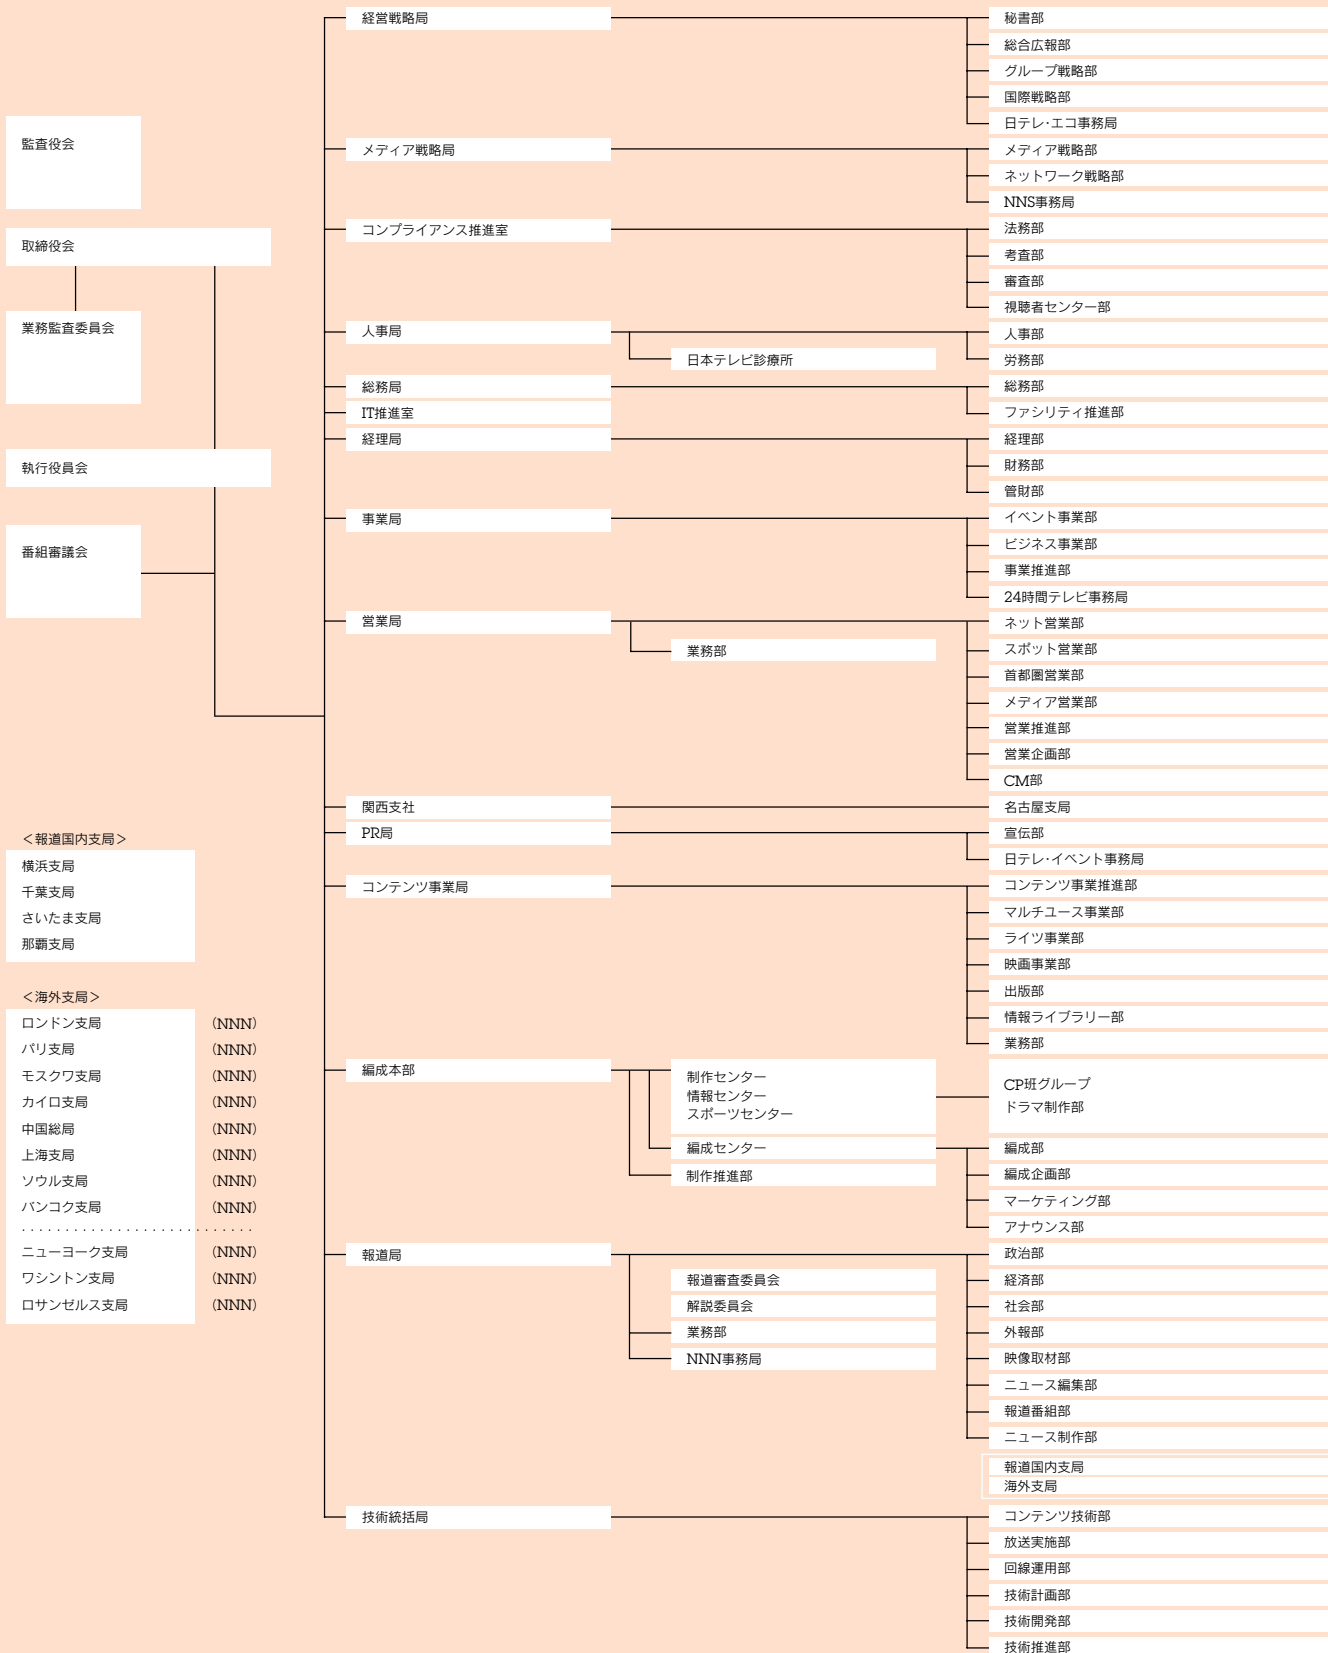 監査役会
取締役会
業務監査委員会
執行役員会
番組審議会
＜報道国内支局＞
横浜支局
千葉支局
さいたま支局
那覇支局
＜海外支局＞
ロンドン支局 （NNN）
パリ支局 （NNN）
モスクワ支局 （NNN）
カイロ支局 （NNN）
中国総局 （NNN）
上海支局 （NNN）
ソウル支局 （NNN）
バンコク支局 （NNN）
ニューヨーク支局 （NNN）
ワシントン支局 （NNN）
ロサンゼルス支局 （NNN）
経営戦略局
秘書部
総合広報部
グループ戦略部
国際戦略部
日テレ・エコ事務局
メディア戦略局
メディア戦略部
ネットワーク戦略部
NNS事務局
コンプライアンス推進室
法務部
考査部
審査部
視聴者センター部
人事局
日本テレビ診療所
人事部
労務部
総務局
総務部
ファシリティ推進部
IT推進室
経理局
経理部
財務部
管財部
事業局
イベント事業部
ビジネス事業部
事業推進部
24時間テレビ事務局
営業局
業務部
ネット営業部
スポット営業部
首都圏営業部
メディア営業部
営業推進部
営業企画部
CM部
関西支社
名古屋支局
PR局
宣伝部
日テレ・イベント事務局
コンテンツ事業局
コンテンツ事業推進部
マルチユース事業部
ライツ事業部
映画事業部
出版部
情報ライブラリー部
業務部
編成本部
制作センター
情報センター
スポーツセンター
CP班グループ
ドラマ制作部
編成センター
編成部
編成企画部
マーケティング部
アナウンス部
制作推進部
報道局
報道審査委員会
解説委員会
業務部
NNN事務局
政治部
経済部
社会部
外報部
映像取材部
ニュース編集部
報道番組部
ニュース制作部
報道国内支局
海外支局
技術統括局
コンテンツ技術部
放送実施部
回線運用部
技術計画部
技術開発部
技術推進部